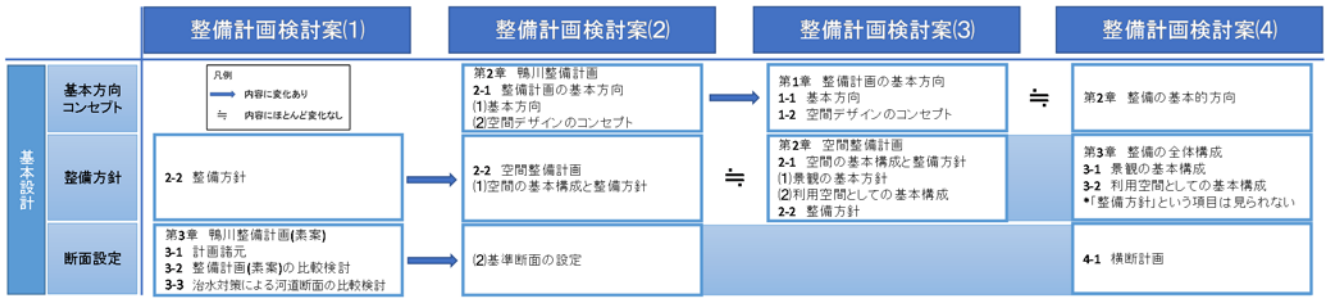 整備計画検討案(1)
整備計画検討案(2)
整備計画検討案(3)
整備計画検討案(4)
基本設計
基本方向
コンセプト
凡例
内容に変化あり
≒ 内容にほとんど変化なし
第2章 鴨川整備計画
2-1 整備計画の基本方向
(1)基本方向
(2)空間デザインのコンセプト
第1章 整備計画の基本方向
1-1 基本方向
1-2 空間デザインのコンセプト
≒
第2章 整備の基本的方向
整備方針
2-2 整備方針
2-2 空間整備計画
(1)空間の基本構成と整備方針
≒
第2章 空間整備計画
2-1 空間の基本構成と整備方針
(1)景観の基本方針
(2)利用空間としての基本構成
2-2 整備方針
第3章 整備の全体構成
3-1 景観の基本構成
3-2 利用空間としての基本構成
*「整備方針」という項目は見られない
断面設定
第3章 鴨川整備計画(素案)
3-1 計画諸元
3-2 整備計画(素案)の比較検討
3-3 治水対策による河道断面の比較検討
(2)基準断面の設定
4-1 横断計画